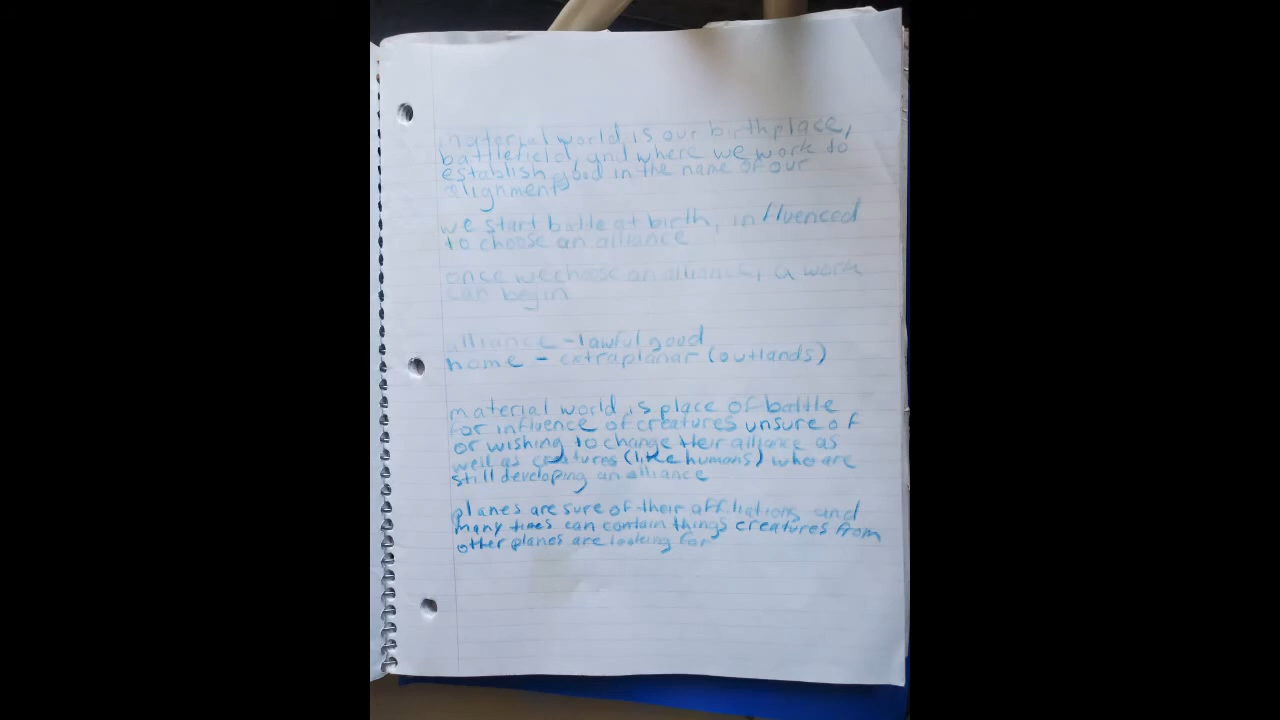 material world is our birthplace,
battlefield, and where we work to
establish good in the name of our
alignment
we start battle at birth, influenced
to choose an alliance
once we choose an alliance, a work
can begin
alliance - lawful good
home - extraplanar (outlands)
material world is place of battle
for influence of creatures unsure of
or wishing to change their alliance as
well as creatures (like humans) who are
still developing an alliance
planes are sure of their affiliations and
many times can contain things creatures from
other planes are looking for